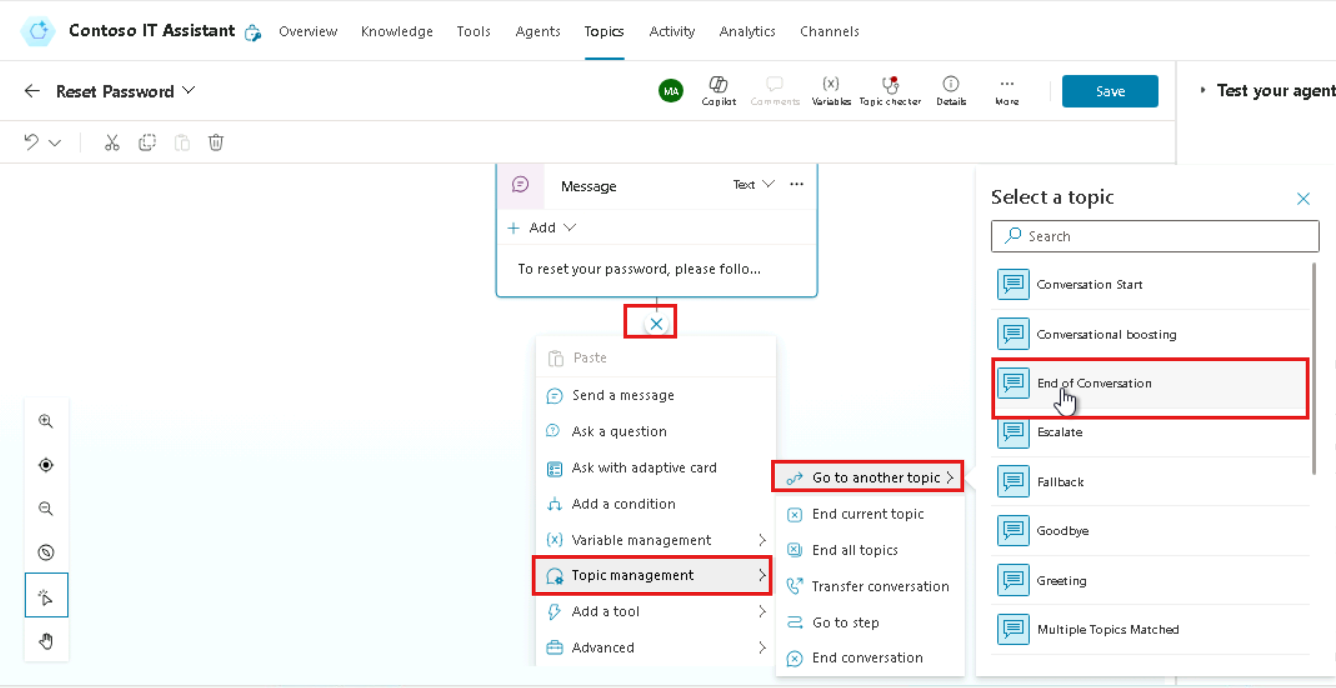 Contoso IT Assistant Overview Knowledge Tools Agents Topics Activity Analytics Channels
Reset Password
MA
Copilot Comments Variables Topic checker Details More
Save
Test your agent
Message Text
Add
To reset your password, please follo...
Paste
Send a message
Ask a question
Ask with adaptive card
Add a condition
Variable management
Topic management
Add a tool
Advanced
Go to another topic
End current topic
End all topics
Transfer conversation
Go to step
End conversation
Select a topic
Search
Conversation Start
Conversational boosting
End of Conversation
Escalate
Fallback
Goodbye
Greeting
Multiple Topics Matched